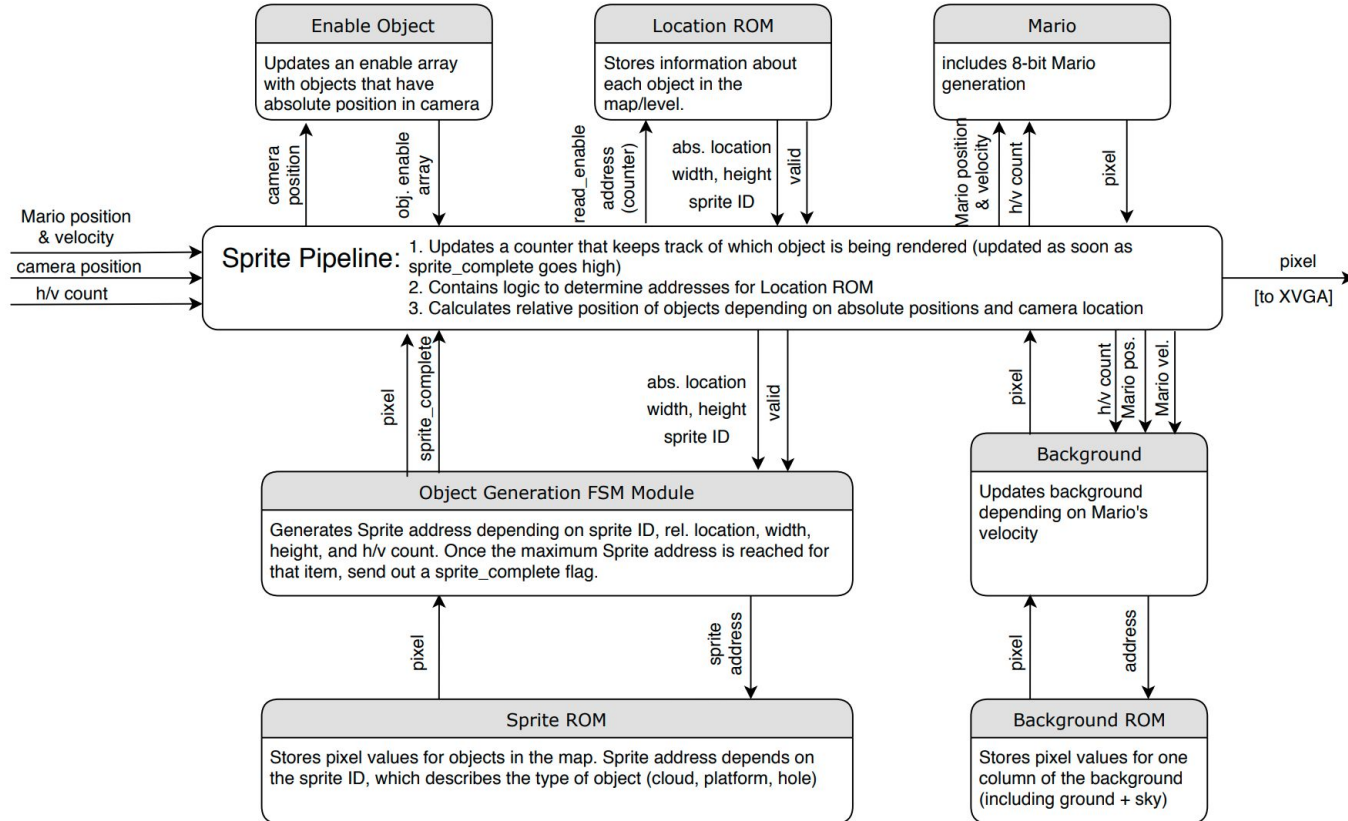 Enable Object
Updates an enable array
with objects that have
absolute position in camera
Location ROM
Stores information about
each object in the
map/level.
Mario
includes 8-bit Mario
generation
camera
position
obj. enable
array
read_enable
address
(counter)
abs. location
width, height
sprite ID
valid
Mario position
& velocity
h/v count
pixel
Mario position
& velocity
camera position
h/v count
Sprite Pipeline:
1. Updates a counter that keeps track of which object is being rendered (updated as soon as
sprite_complete goes high)
2. Contains logic to determine addresses for Location ROM
3. Calculates relative position of objects depending on absolute positions and camera location
pixel
[to XVGA]
pixel
sprite_complete
abs. location
width, height
sprite ID
valid
pixel
h/v count
Mario pos.
Mario vel.
Object Generation FSM Module
Generates Sprite address depending on sprite ID, rel. location, width,
height, and h/v count. Once the maximum Sprite address is reached for
that item, send out a sprite_complete flag.
Background
Updates background
depending on Mario's
velocity
pixel
sprite
address
pixel
address
Sprite ROM
Stores pixel values for objects in the map. Sprite address depends on
the sprite ID, which describes the type of object (cloud, platform, hole)
Background ROM
Stores pixel values for one
column of the background
(including ground + sky)